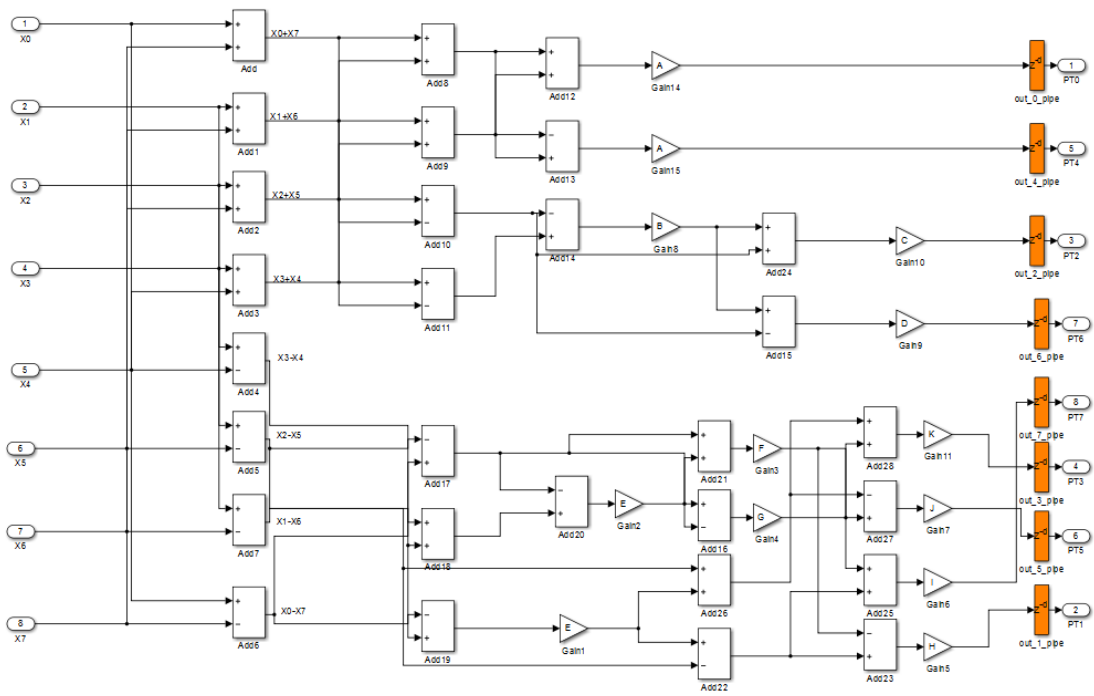 1
X0
2
X1
3
X2
4
X3
5
X4
6
X5
7
X6
8
X7
Add
X0+X7
Add1
X1+X6
Add2
X2+X5
Add3
X3+X4
Add4
X3-X4
Add5
X2-X5
Add7
X1-X6
Add6
X0-X7
Add8
Add9
Add10
Add11
Add17
Add18
Add19
Add12
Add13
Add14
Add20
E
Gain1
A
Gain14
A
Gain15
B
Gain8
E
Gain2
Add21
Add16
Add26
Add22
Add24
Add15
F
Gain3
G
Gain4
Add28
Add27
Add25
Add23
C
Gain10
D
Gain9
K
Gain11
J
Gain7
I
Gain6
H
Gain5
z-d
out_0_pipe
1
PT0
z-d
out_4_pipe
5
PT4
z-d
out_2_pipe
3
PT2
z-d
out_6_pipe
7
PT6
z-d
out_7_pipe
8
PT7
z-d
out_3_pipe
4
PT3
z-d
out_5_pipe
6
PT5
z-d
out_1_pipe
2
PT1